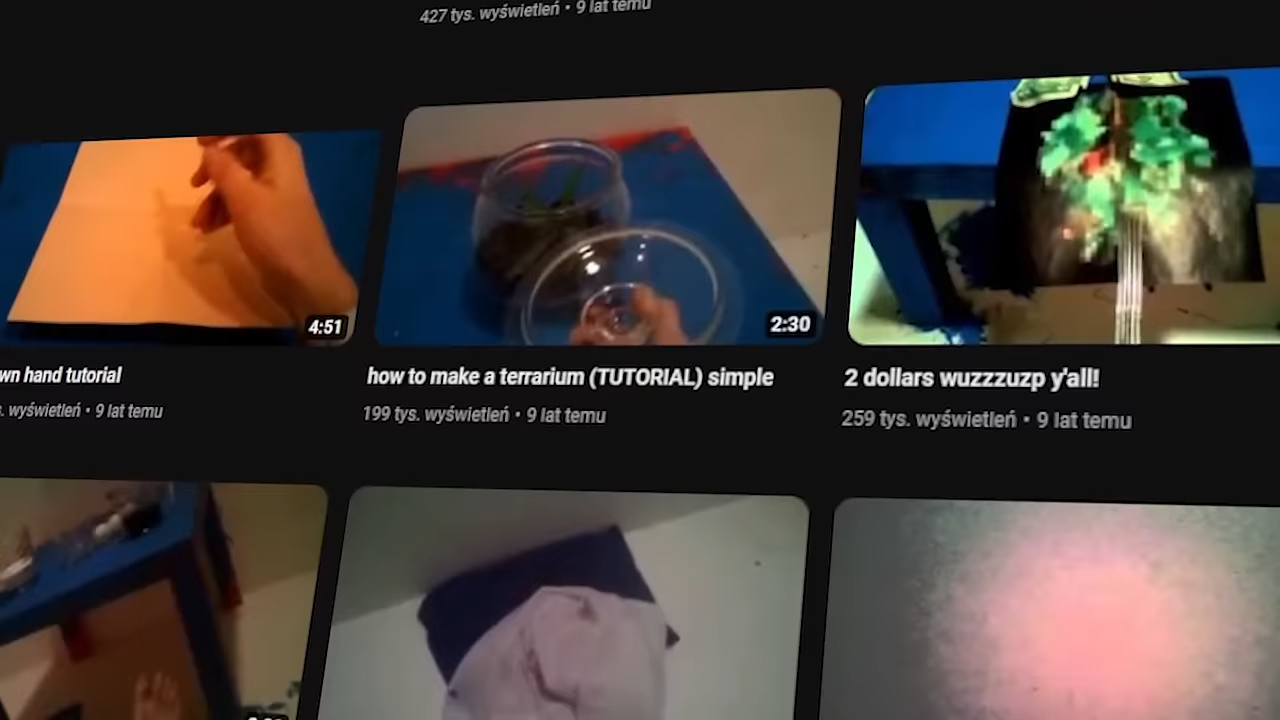 427 tys. wyświetleń • 9 lat temu
4:51
2:30
hand tutorial
how to make a terrarium (TUTORIAL) simple
2 dollars wuzzzuzp y'all!
wyświetleń • 9 lat temu
199 tys. wyświetleń • 9 lat temu
259 tys. wyświetleń • 9 lat temu